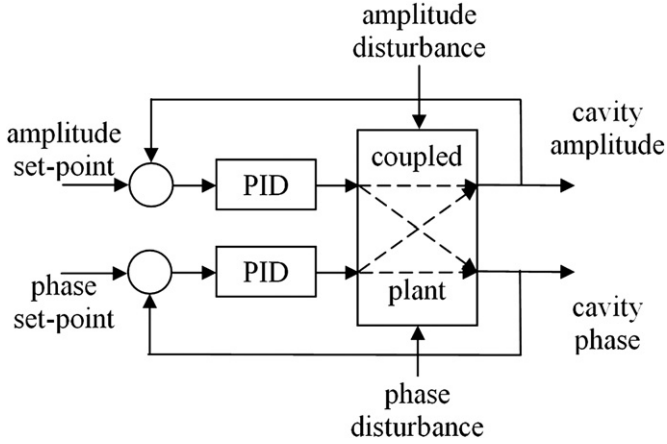 amplitude
disturbance
cavity
amplitude
amplitude
set-point
coupled
PID
PID
plant
phase
set-point
cavity
phase
phase
disturbance